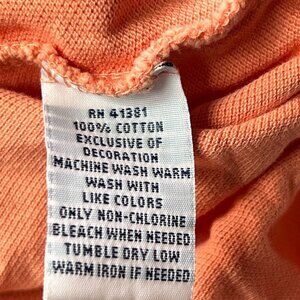 RN 41381
100% COTTON
EXCLUSIVE OF
DECORATION
MACHINE WASH WARM
WASH WITH
LIKE COLORS
ONLY NON-CHLORINE
BLEACH WHEN NEEDED
TUMBLE DRY LOW
WARM IRON IF NEEDED